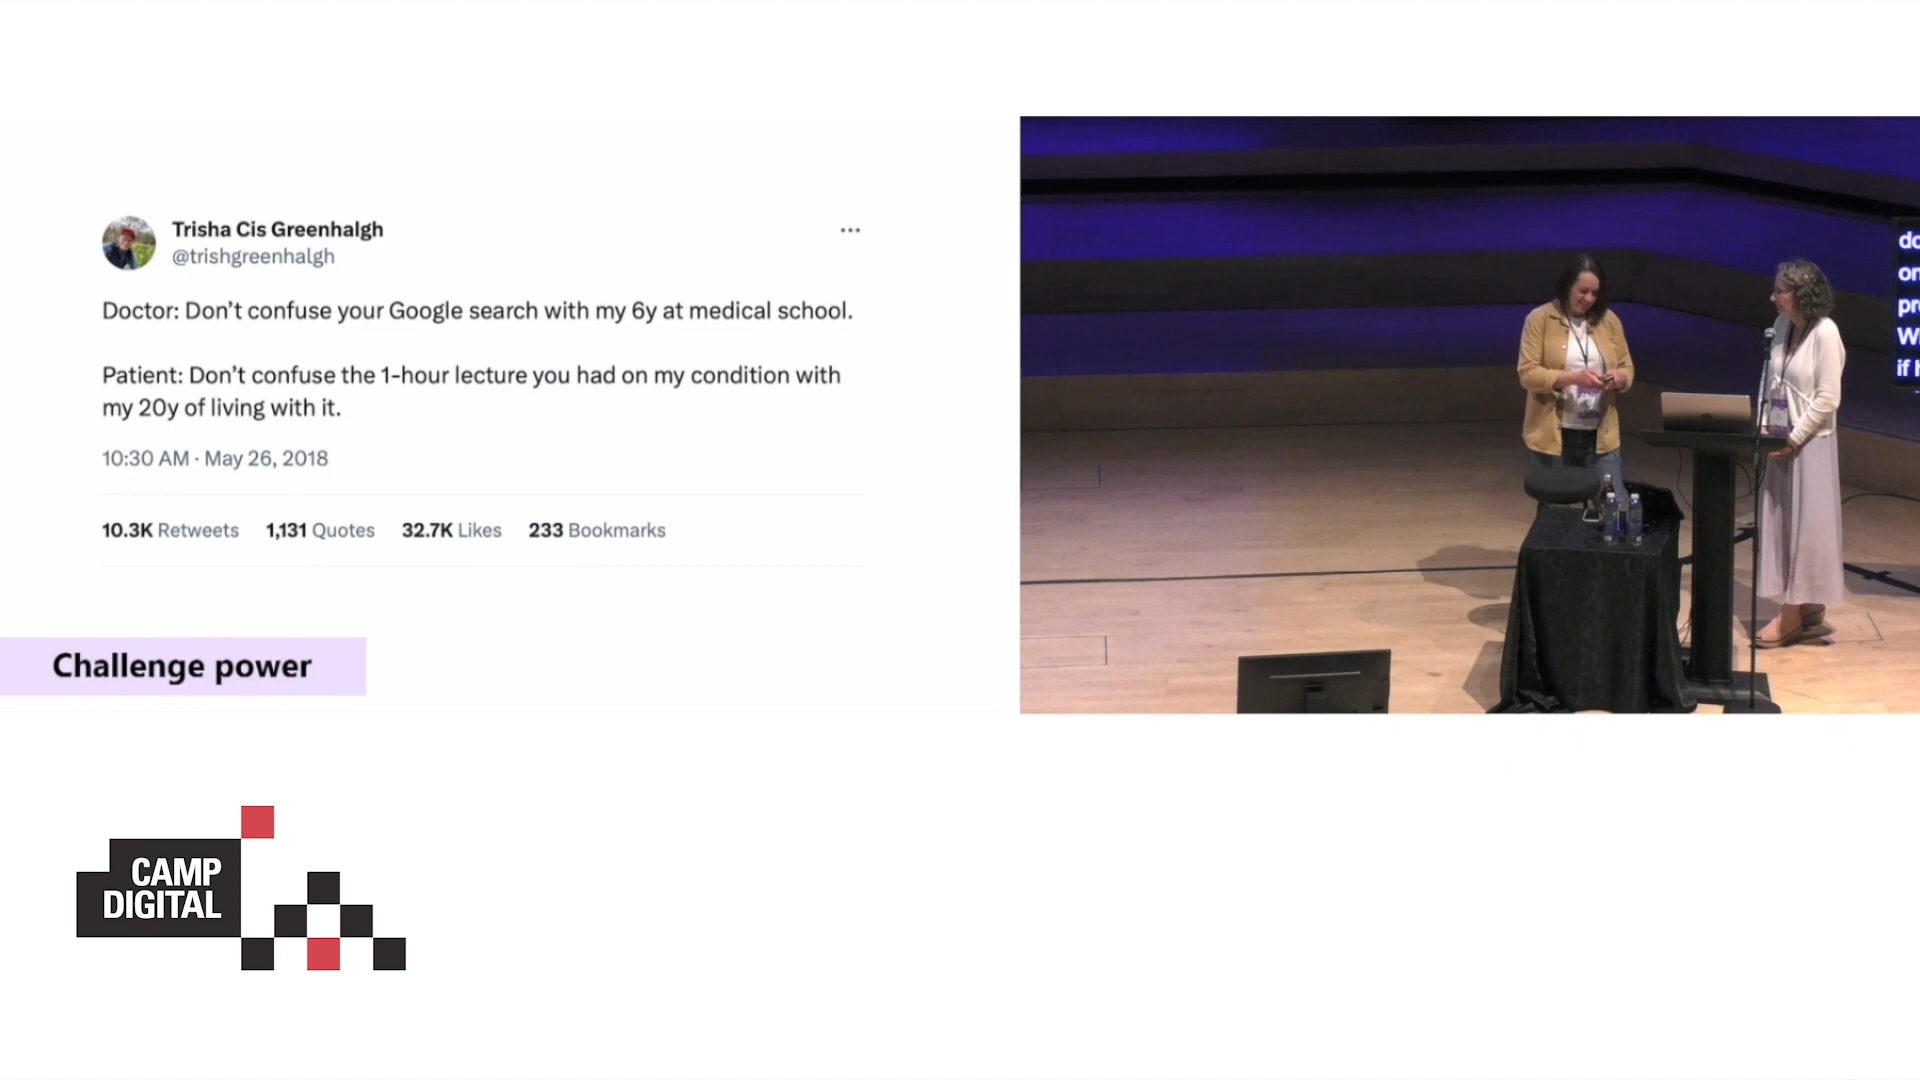 Trisha Cis Greenhalgh
@trishgreenhalgh
Doctor: Don’t confuse your Google search with my 6y at medical school.
Patient: Don’t confuse the 1-hour lecture you had on my condition with
my 20y of living with it.
10:30 AM · May 26, 2018
10.3K Retweets 1,131 Quotes 32.7K Likes 233 Bookmarks
Challenge power
CAMP
DIGITAL
if